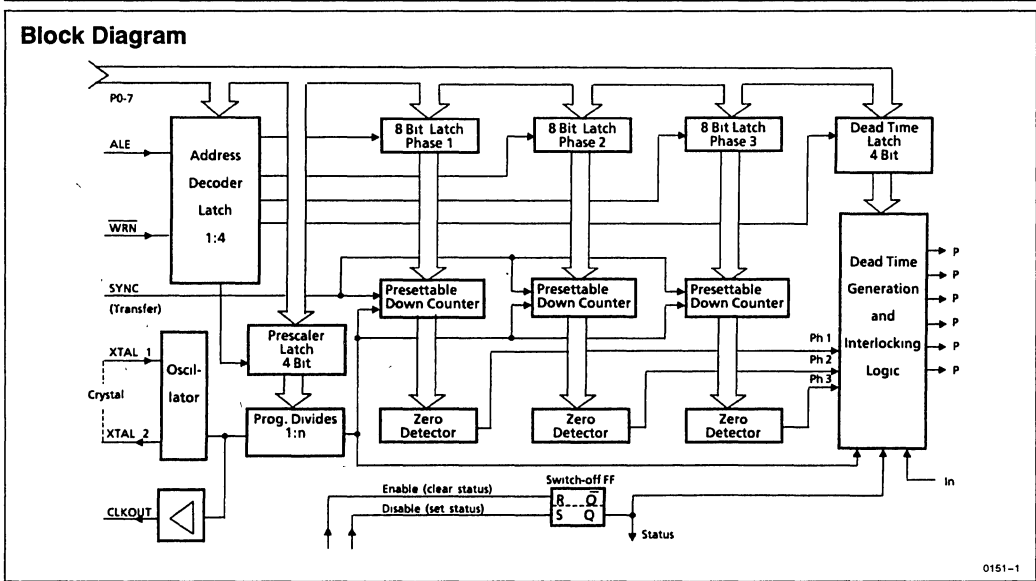 Block Diagram
P0-7
ALE
WRN
SYNC
(Transfer)
XTAL 1
Crystal
XTAL 2
CLKOUT
Address
Decoder
Latch
1:4
Oscil-
lator
Prescaler
Latch
4 Bit
Prog. Divides
1:n
8 Bit Latch
Phase 1
8 Bit Latch
Phase 2
8 Bit Latch
Phase 3
Dead Time
Latch
4 Bit
Presettable
Down Counter
Presettable
Down Counter
Presettable
Down Counter
Zero
Detector
Zero
Detector
Zero
Detector
Ph 1
Ph 2
Ph 3
Dead Time
Generation
and
Interlocking
Logic
P
P
P
P
P
P
In
Enable (clear status)
Disable (set status)
Switch-off FF
R Q̅
S Q
Status
0151-1